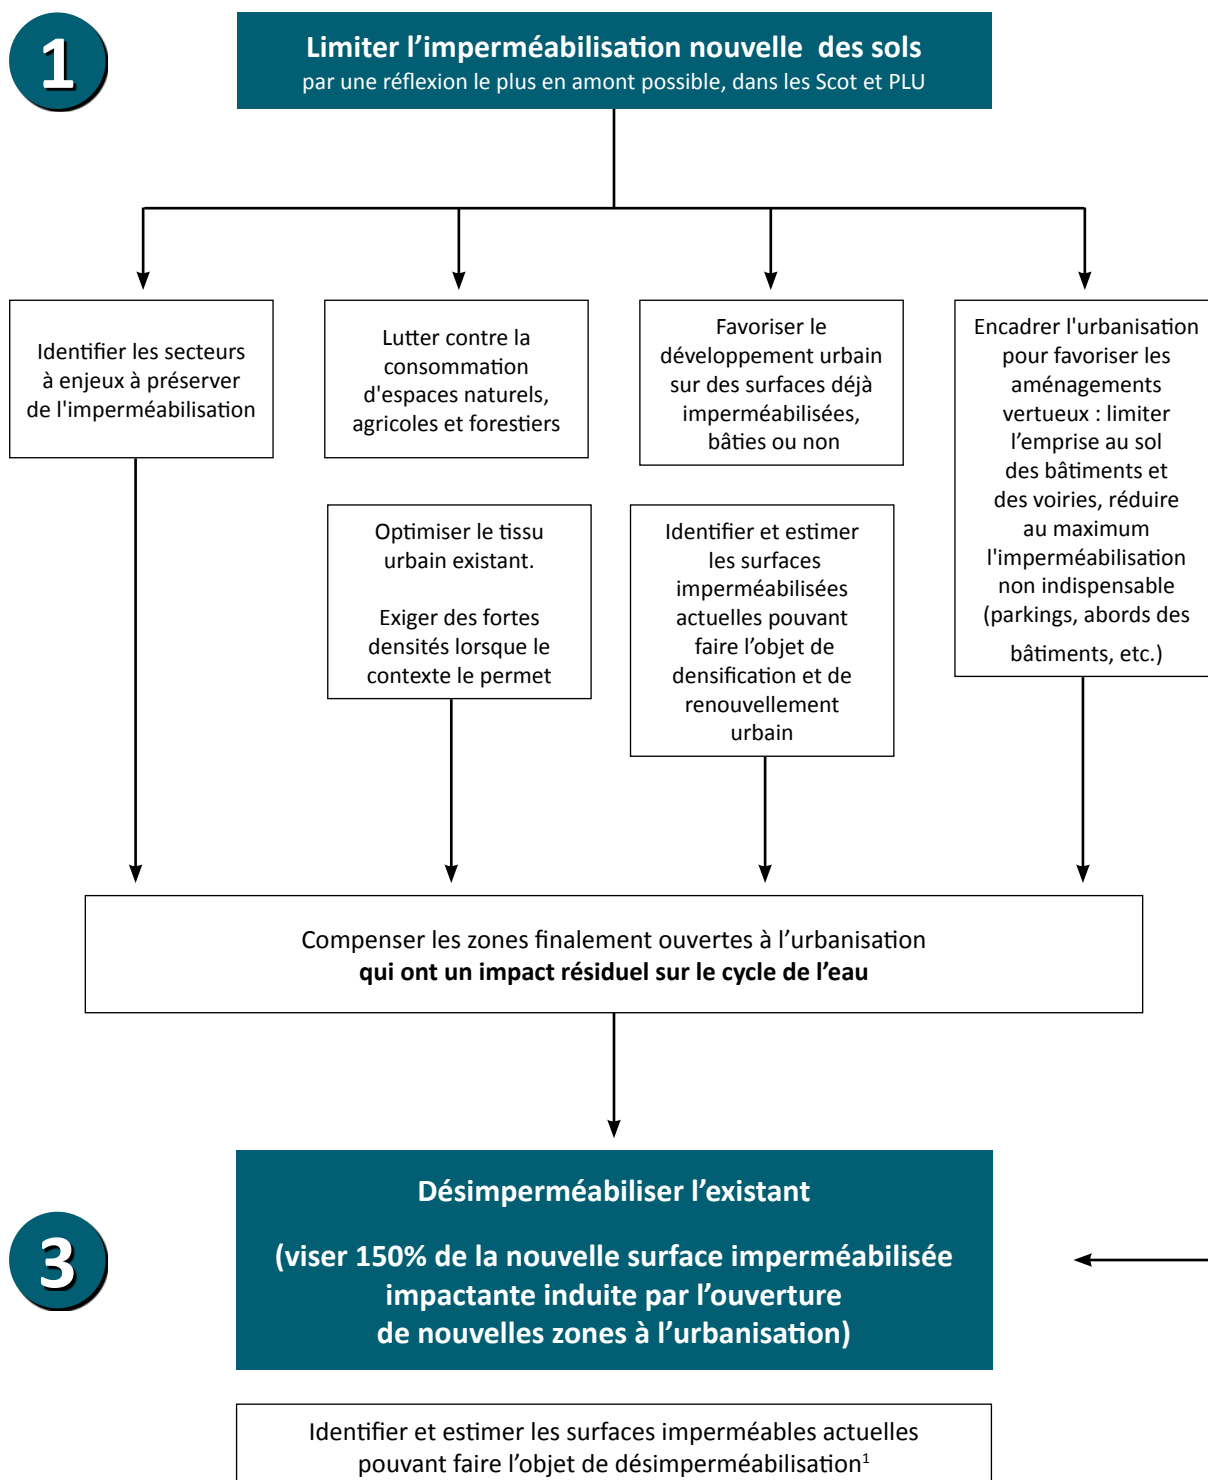 1
Limiter l’imperméabilisation nouvelle des sols
par une réflexion le plus en amont possible, dans les Scot et PLU
Identifier les secteurs
à enjeux à préserver
de l'imperméabilisation
Lutter contre la
consommation
d'espaces naturels,
agricoles et forestiers
Favoriser le
développement urbain
sur des surfaces déjà
imperméabilisées,
bâties ou non
Encadrer l'urbanisation
pour favoriser les
aménagements
vertueux : limiter
l’emprise au sol
des bâtiments et
des voiries, réduire
au maximum
l'imperméabilisation
non indispensable
(parkings, abords des
bâtiments, etc.)
Optimiser le tissu
urbain existant.
Exiger des fortes
densités lorsque le
contexte le permet
Identifier et estimer
les surfaces
imperméabilisées
actuelles pouvant
faire l’objet de
densification et de
renouvellement
urbain
Compenser les zones finalement ouvertes à l’urbanisation
qui ont un impact résiduel sur le cycle de l’eau
3
Désimperméabiliser l’existant
(viser 150% de la nouvelle surface imperméabilisée
impactante induite par l’ouverture
de nouvelles zones à l’urbanisation)
Identifier et estimer les surfaces imperméables actuelles
pouvant faire l’objet de désimperméabilisation¹